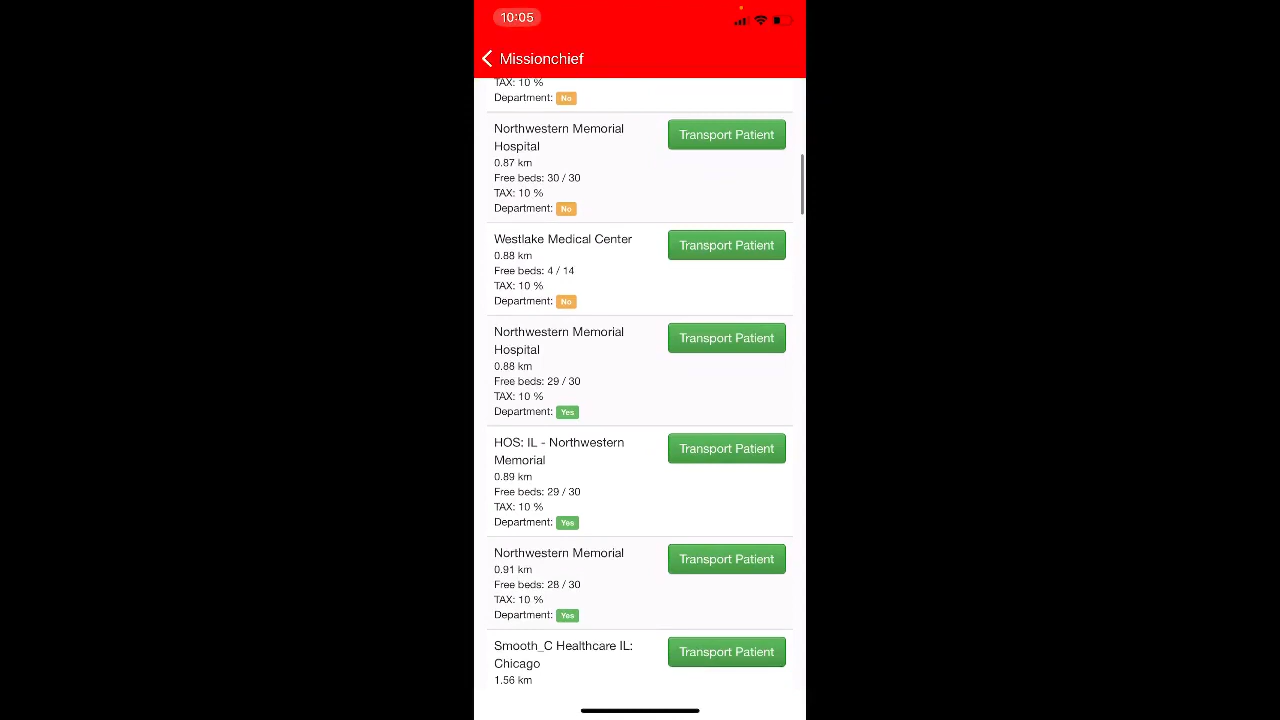 10:05
Missionchief
TAX: 10 %
Department: No
Northwestern Memorial
Hospital
Transport Patient
0.87 km
Free beds: 30 / 30
TAX: 10 %
Department: No
Westlake Medical Center
Transport Patient
0.88 km
Free beds: 4 / 14
TAX: 10 %
Department: No
Northwestern Memorial
Hospital
Transport Patient
0.88 km
Free beds: 29 / 30
TAX: 10 %
Department: Yes
HOS: IL - Northwestern
Memorial
Transport Patient
0.89 km
Free beds: 29 / 30
TAX: 10 %
Department: Yes
Northwestern Memorial
Transport Patient
0.91 km
Free beds: 28 / 30
TAX: 10 %
Department: Yes
Smooth_C Healthcare IL:
Chicago
Transport Patient
1.56 km